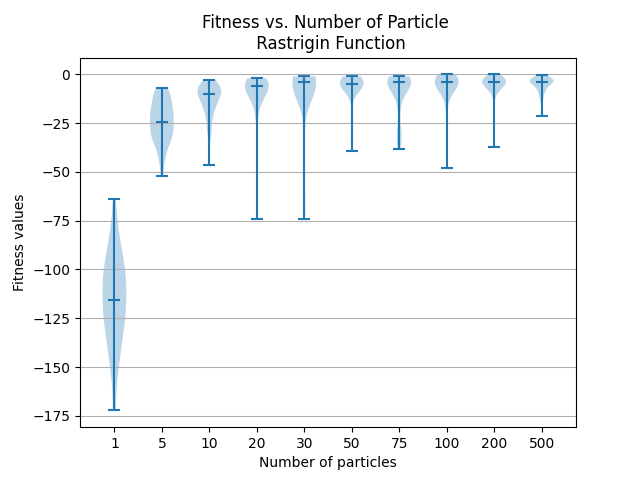 Fitness vs. Number of Particle
Rastrigin Function
0
−25
−50
−75
−100
−125
−150
−175
Fitness values
1 5 10 20 30 50 75 100 200 500
Number of particles